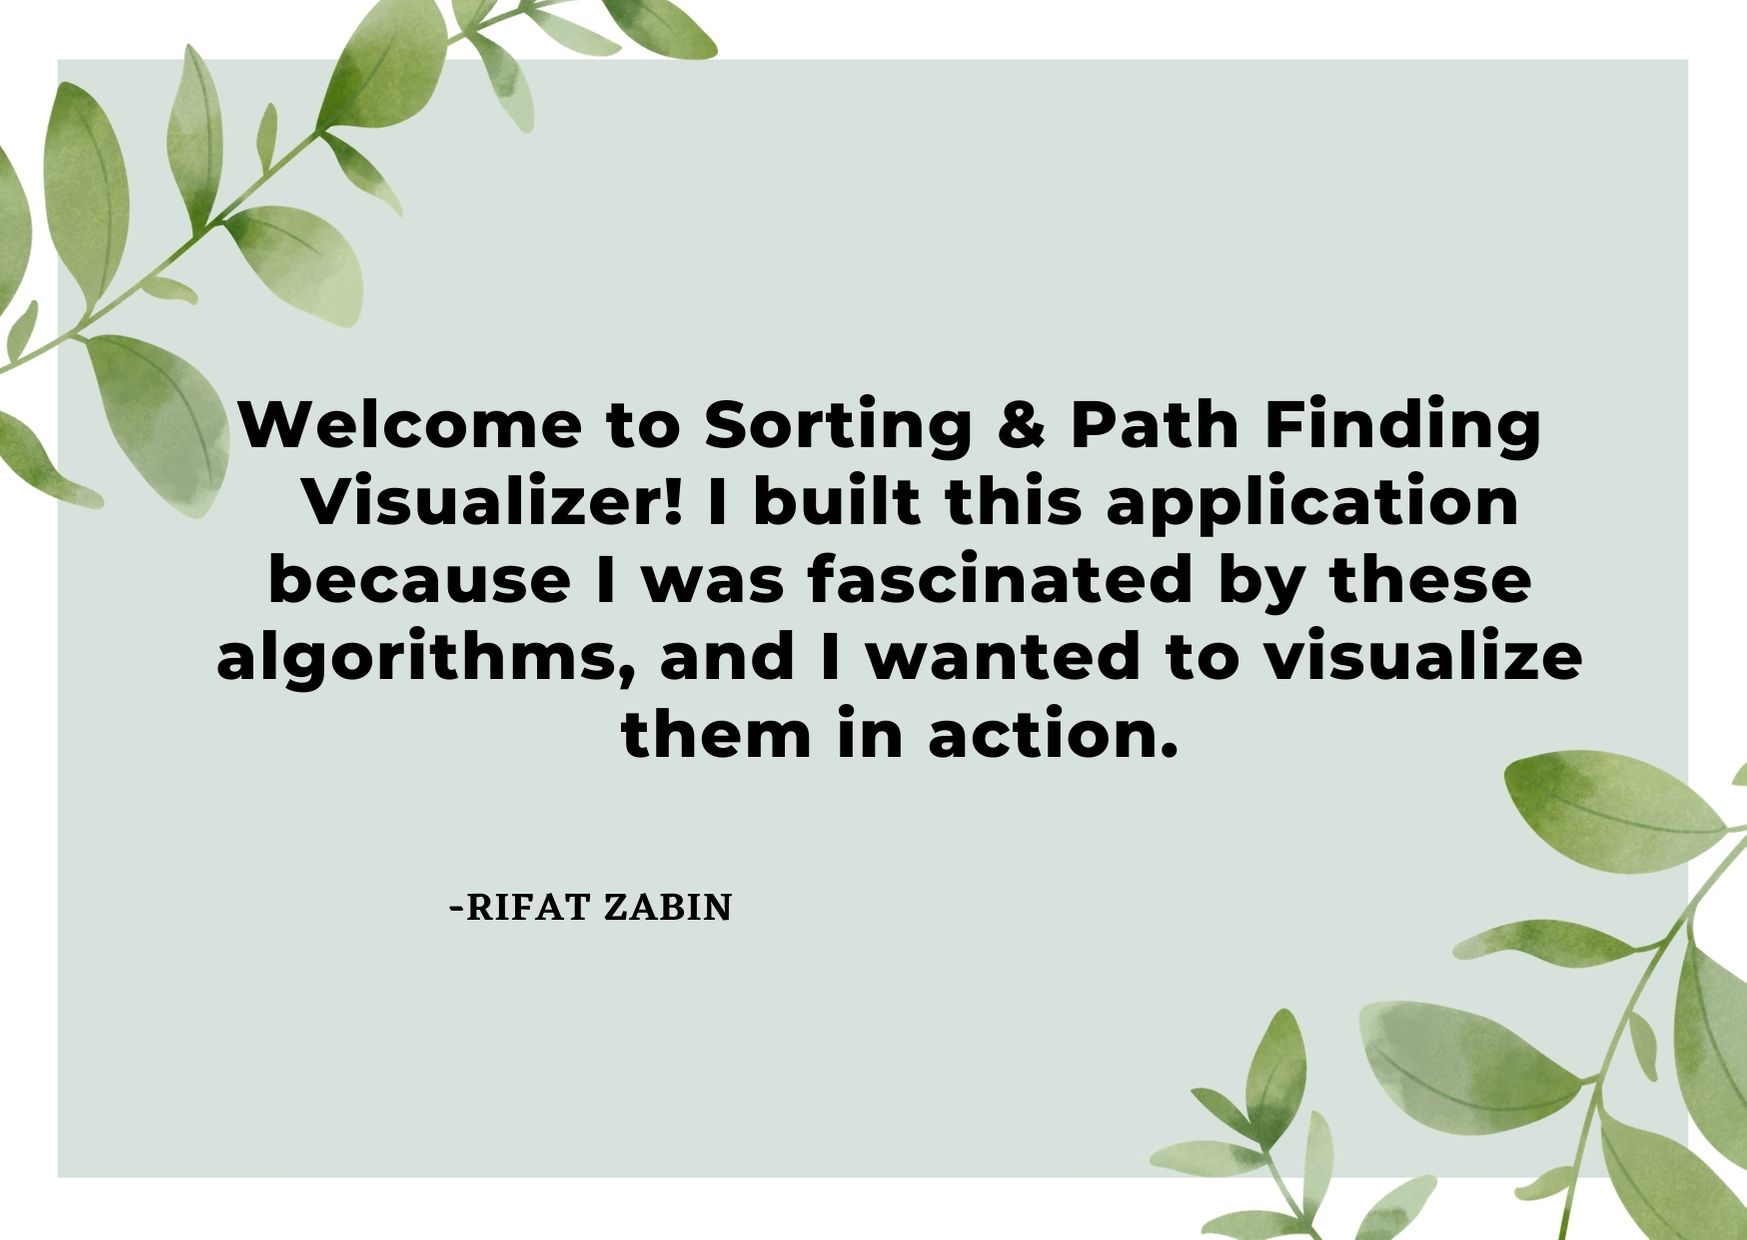 Welcome to Sorting & Path Finding
Visualizer! I built this application
because I was fascinated by these
algorithms, and I wanted to visualize
them in action.
-RIFAT ZABIN